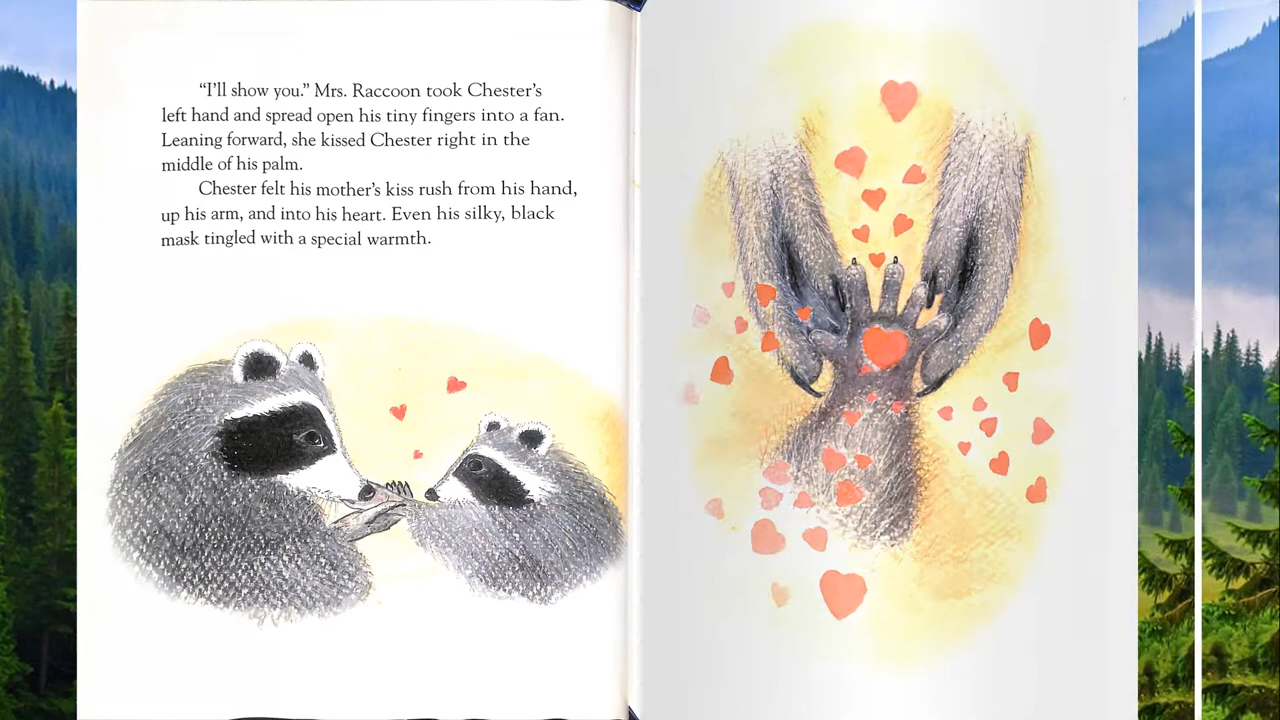 “I’ll show you.” Mrs. Raccoon took Chester’s
left hand and spread open his tiny fingers into a fan.
Leaning forward, she kissed Chester right in the
middle of his palm.
Chester felt his mother’s kiss rush from his hand,
up his arm, and into his heart. Even his silky, black
mask tingled with a special warmth.